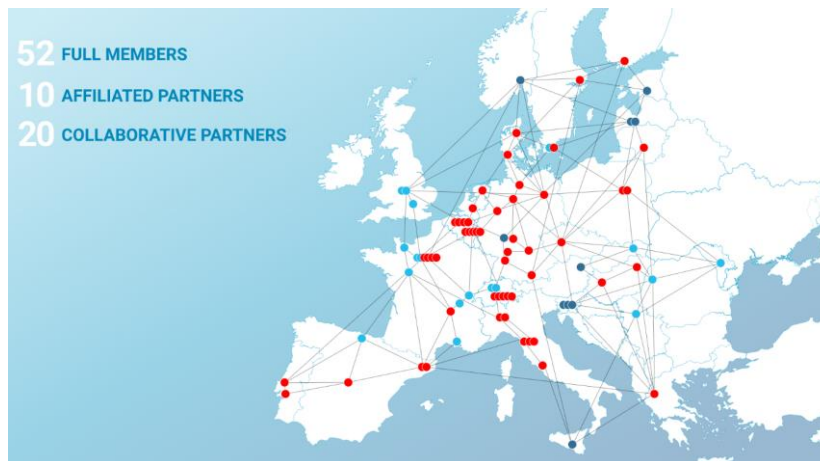 52 FULL MEMBERS
10 AFFILIATED PARTNERS
20 COLLABORATIVE PARTNERS